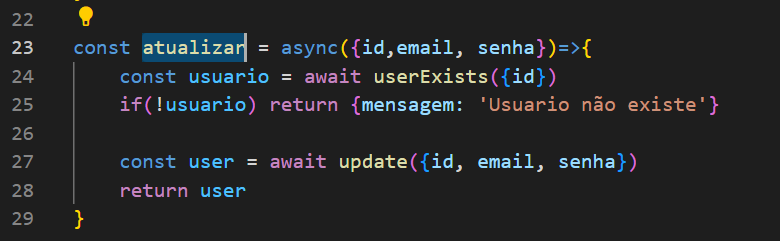 22
23 const atualizar = async({id,email, senha})=>{
24 const usuario = await userExists({id})
25 if(!usuario) return {mensagem: 'Usuario não existe'}
26
27 const user = await update({id, email, senha})
28 return user
29 }